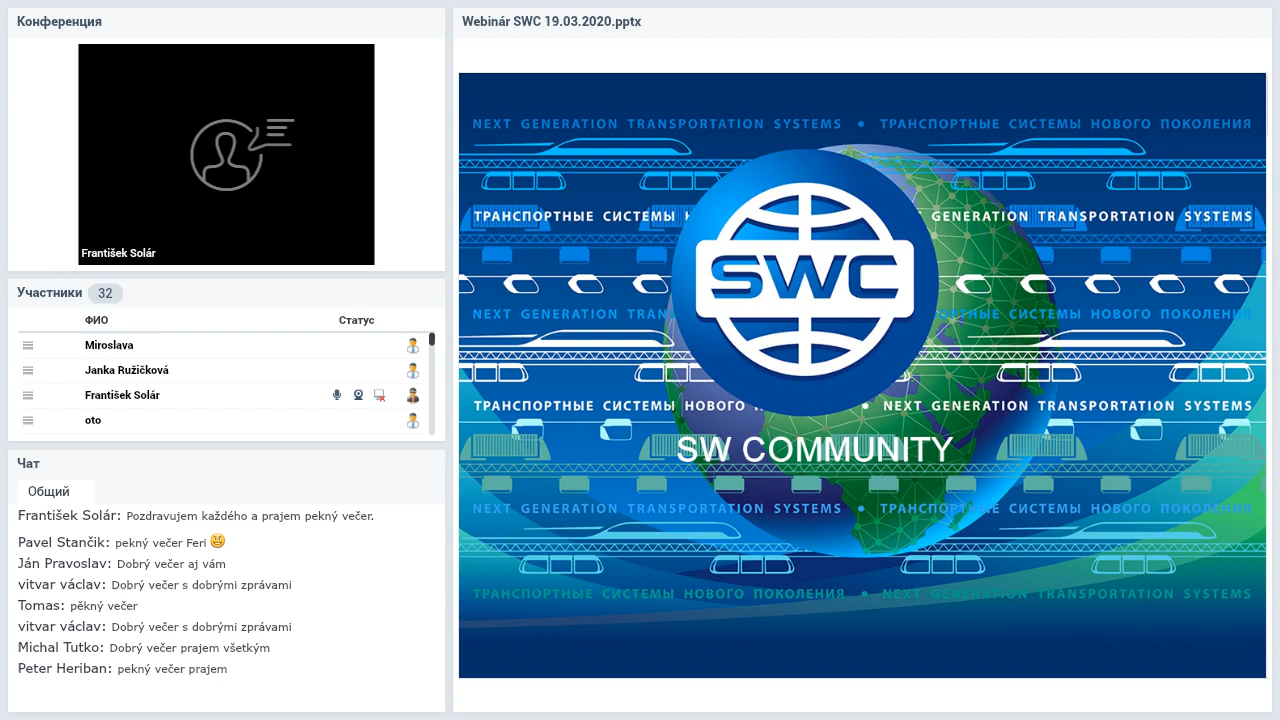 Конференция
František Solár
Участники 32
ФИО Статус
Miroslava
Janka Ružičková
František Solár
oto
Чат
Общий
František Solár: Pozdravujem každého a prajem pekný večer.
Pavel Stančik: pekný večer Feri
Ján Pravoslav: Dobrý večer aj vám
vitvar václav: Dobrý večer s dobrými zprávami
Tomas: pěkný večer
vitvar václav: Dobrý večer s dobrými zprávami
Michal Tutko: Dobrý večer prajem všetkým
Peter Heriban: pekný večer prajem
Webinár SWC 19.03.2020.pptx
NEXT GENERATION TRANSPORTATION SYSTEMS • ТРАНСПОРТНЫЕ СИСТЕМЫ НОВОГО ПОКОЛЕНИЯ
ТРАНСПОРТНЫЕ СИСТЕМЫ GENERATION TRANSPORTATION SYSTEMS
SWC
NEXT GENERATION СИСТЕМЫ НОВОГО ПОКОЛЕНИЯ
ТРАНСПОРТНЫЕ СИСТЕМЫ НОВОГО • NEXT GENERATION TRANSPORTATION SYSTEMS
SW COMMUNITY
NEXT GENERATION TRANSPORTATION SYSTEMS • ТРАНСПОРТНЫЕ СИСТЕМЫ НОВОГО ПОКОЛЕНИЯ
ТРАНСПОРТНЫЕ СИСТЕМЫ НОВОГО ПОКОЛЕНИЯ • NEXT GENERATION TRANSPORTATION SYSTEMS